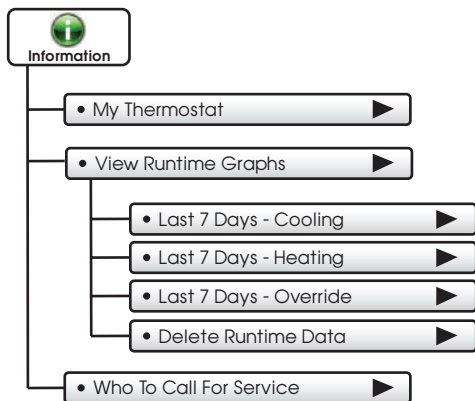 i
Information
• My Thermostat
• View Runtime Graphs
• Last 7 Days - Cooling
• Last 7 Days - Heating
• Last 7 Days - Override
• Delete Runtime Data
• Who To Call For Service